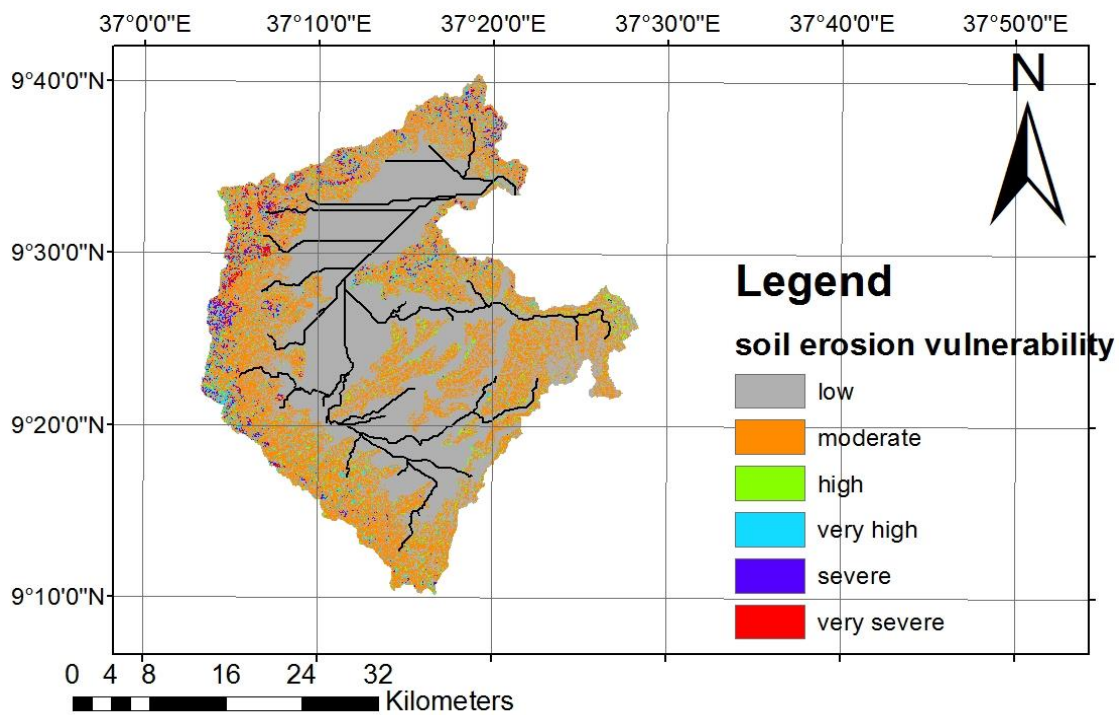 37°0'0"E 37°10'0"E 37°20'0"E 37°30'0"E 37°40'0"E 37°50'0"E
9°40'0"N
N
9°30'0"N
Legend
soil erosion vulnerability
low
9°20'0"N
moderate
high
very high
severe
9°10'0"N
very severe
0 4 8 16 24 32
Kilometers